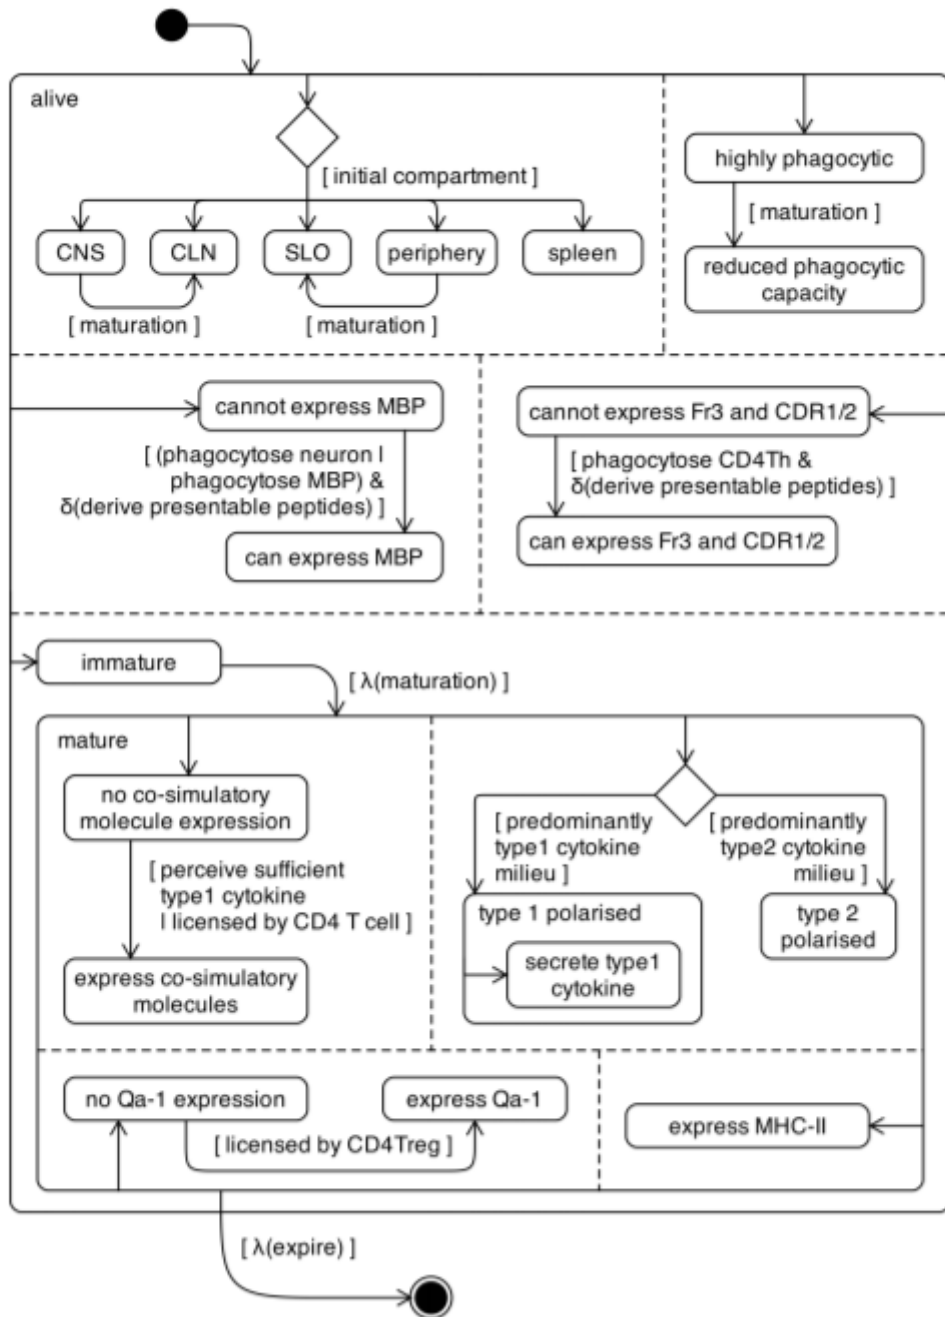 alive
[ initial compartment ]
CNS
CLN
SLO
periphery
spleen
[ maturation ]
[ maturation ]
highly phagocytic
[ maturation ]
reduced phagocytic
capacity
cannot express MBP
[ (phagocytose neuron |
phagocytose MBP) &
δ(derive presentable peptides) ]
can express MBP
cannot express Fr3 and CDR1/2
[ phagocytose CD4Th &
δ(derive presentable peptides) ]
can express Fr3 and CDR1/2
immature
[ λ(maturation) ]
mature
no co-simulatory
molecule expression
[ perceive sufficient
type1 cytokine
| licensed by CD4 T cell ]
express co-simulatory
molecules
[ predominantly
type1 cytokine
milieu ]
[ predominantly
type2 cytokine
milieu ]
type 1 polarised
secrete type1
cytokine
type 2
polarised
no Qa-1 expression
express Qa-1
[ licensed by CD4Treg ]
express MHC-II
[ λ(expire) ]